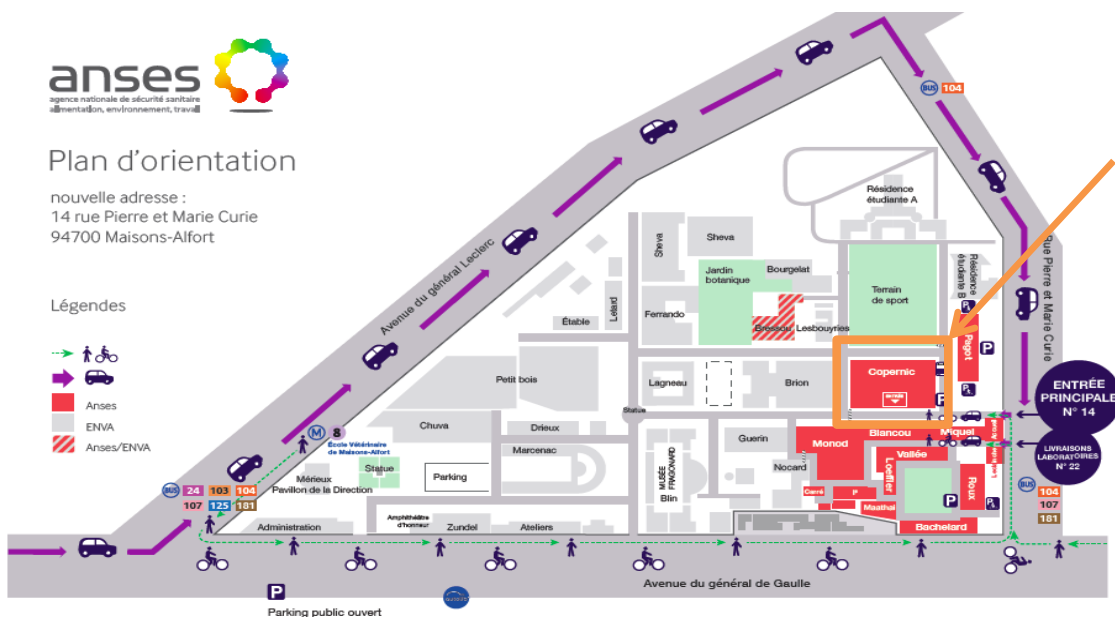 anses
agence nationale de sécurité sanitaire
alimentation, environnement, travail
Plan d'orientation
nouvelle adresse :
14 rue Pierre et Marie Curie
94700 Maisons-Alfort
Légendes
Anses
ENVA
Anses/ENVA
Avenue du général Leclerc
BUS 104
Rue Pierre et Marie Curie
Résidence
étudiante A
Sheva
Sheva
Jardin
botanique
Bourgelat
Terrain
de sport
Résidence
étudiante B
Létard
Étable
Ferrando
Bressou
Lesbouyries
Pagot
P
Petit bois
Lagneau
Brion
Copernic
ENTRÉE
P
ENTRÉE
PRINCIPALE
N° 14
Statue
Chuva
Drieux
Marcenac
Guerin
Monod
Blancou
Miquel
LIVRAISONS
LABORATOIRES
N° 22
M 8
École Vétérinaire
de Maisons-Alfort
Statue
Parking
MUSÉE FRAGONARD
Blin
Nocard
Vallée
Loeffler
Roux
Mérieux
Pavillon de la Direction
BUS 24 103 104
107 125 181
Carré
P
Maathai
P
BUS
104
107
181
Administration
Amphithéâtre
d'honneur
Zundel
Ateliers
Bachelard
Avenue du général de Gaulle
P
Parking public ouvert